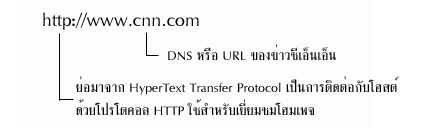 http://www.cnn.com
DNS หรือ URL ของข่าวซีเอ็นเอ็น
ย่อมาจาก HyperText Transfer Protocol เป็นการติดต่อกับโฮสต์
ด้วยโปรโตคอล HTTP ใช้สำหรับเยี่ยมชมโฮมเพจ